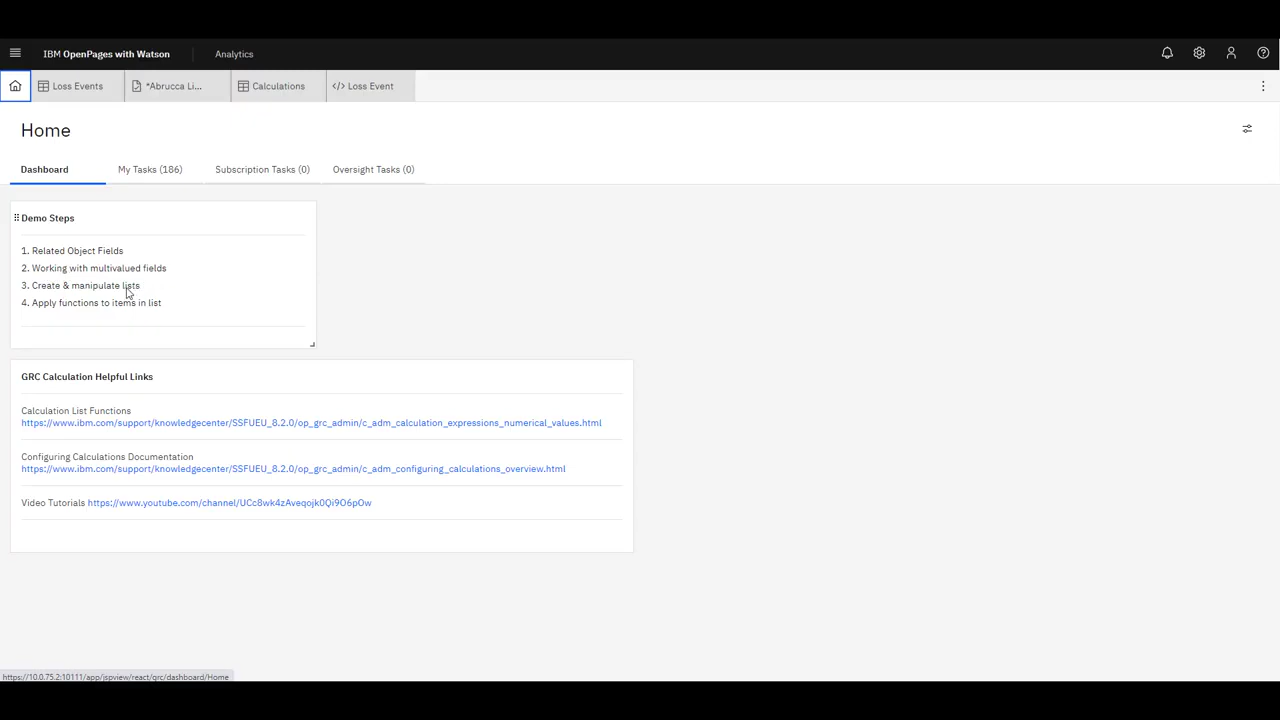 IBM OpenPages with Watson
Analytics
Loss Events
*Abrucca Li...
Calculations
</> Loss Event
Home
Dashboard
My Tasks (186)
Subscription Tasks (0)
Oversight Tasks (0)
Demo Steps
1. Related Object Fields
2. Working with multivalued fields
3. Create & manipulate lists
4. Apply functions to items in list
GRC Calculation Helpful Links
Calculation List Functions
https://www.ibm.com/support/knowledgecenter/SSFUEU_8.2.0/op_grc_admin/c_adm_calculation_expressions_numerical_values.html
Configuring Calculations Documentation
https://www.ibm.com/support/knowledgecenter/SSFUEU_8.2.0/op_grc_admin/c_adm_configuring_calculations_overview.html
Video Tutorials https://www.youtube.com/channel/UCc8wk4zAveqojk0Qi9O6pOw
https://10.0.75.2:10111/app/jspview/react/grc/dashboard/Home